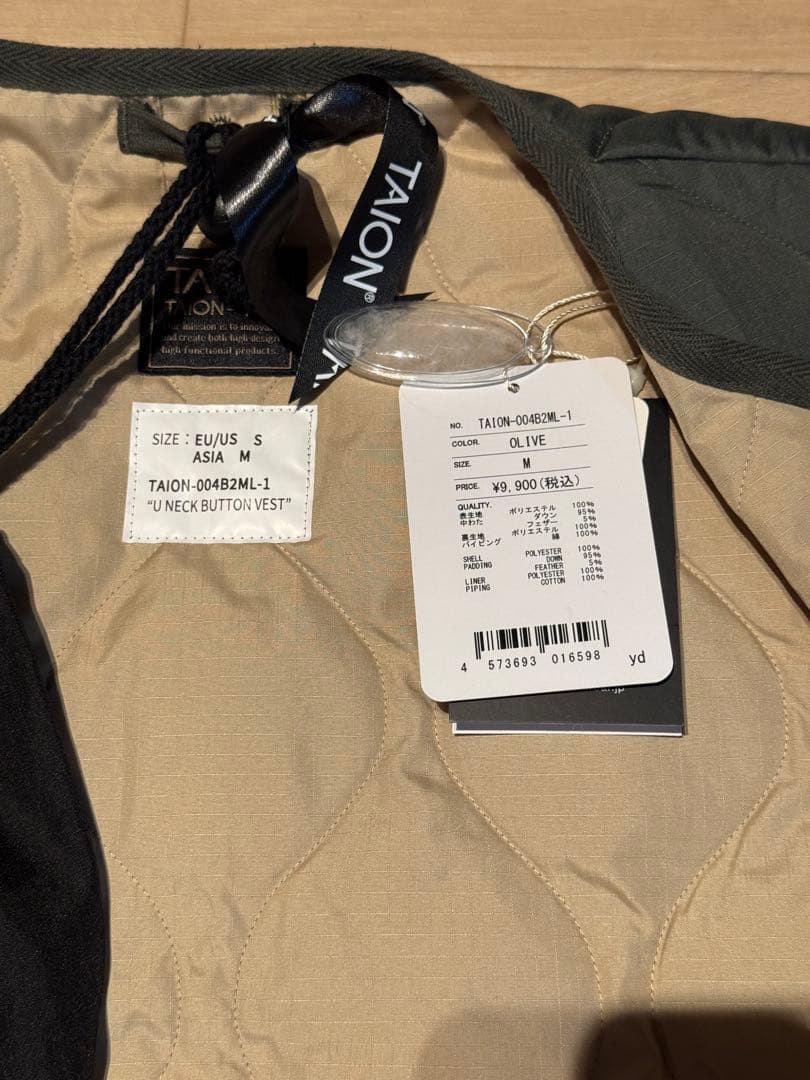 TAION®
TA
TAION-
our mission is to innova
and create both high-design
high-functional products.
SIZE : EU/US S
ASIA M
TAION-004B2ML-1
"U NECK BUTTON VEST"
NO. TAION-004B2ML-1
COLOR. OLIVE
SIZE. M
PRICE. ¥9,900(税込)
QUALITY.
表生地 ポリエステル 100%
中わた ダウン 95%
フェザー 5%
裏生地 ポリエステル 100%
パイピング 綿 100%
SHELL POLYESTER 100%
PADDING DOWN 95%
FEATHER 5%
LINER POLYESTER 100%
PIPING COTTON 100%
4 573693 016598 yd